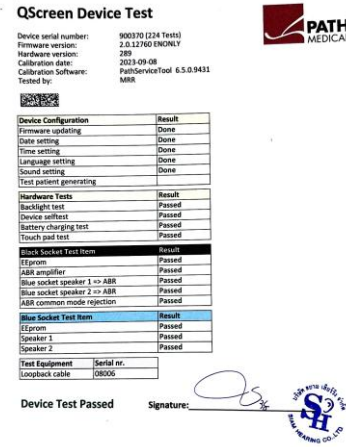 QScreen Device Test
PATH
MEDICAL
Device serial number: 900370 (224 Tests)
Firmware version: 2.0.12760 ENONLY
Hardware version: 289
Calibration date: 2023-09-08
Calibration Software: PathServiceTool 6.5.0.9431
Tested by: MRR
Device Configuration Result
Firmware updating Done
Date setting Done
Time setting Done
Language setting Done
Sound setting Done
Test patient generating
Hardware Tests Result
Backlight test Passed
Device selftest Passed
Battery charging test Passed
Touch pad test Passed
Black Socket Test Item Result
EEprom Passed
ABR amplifier Passed
Blue socket speaker 1 => ABR Passed
Blue socket speaker 2 => ABR Passed
ABR common mode rejection Passed
Blue Socket Test Item Result
EEprom Passed
Speaker 1 Passed
Speaker 2 Passed
Test Equipment Serial nr.
Loopback cable 08006
Device Test Passed Signature:
SH
SIAM HEARING CO.,LTD.